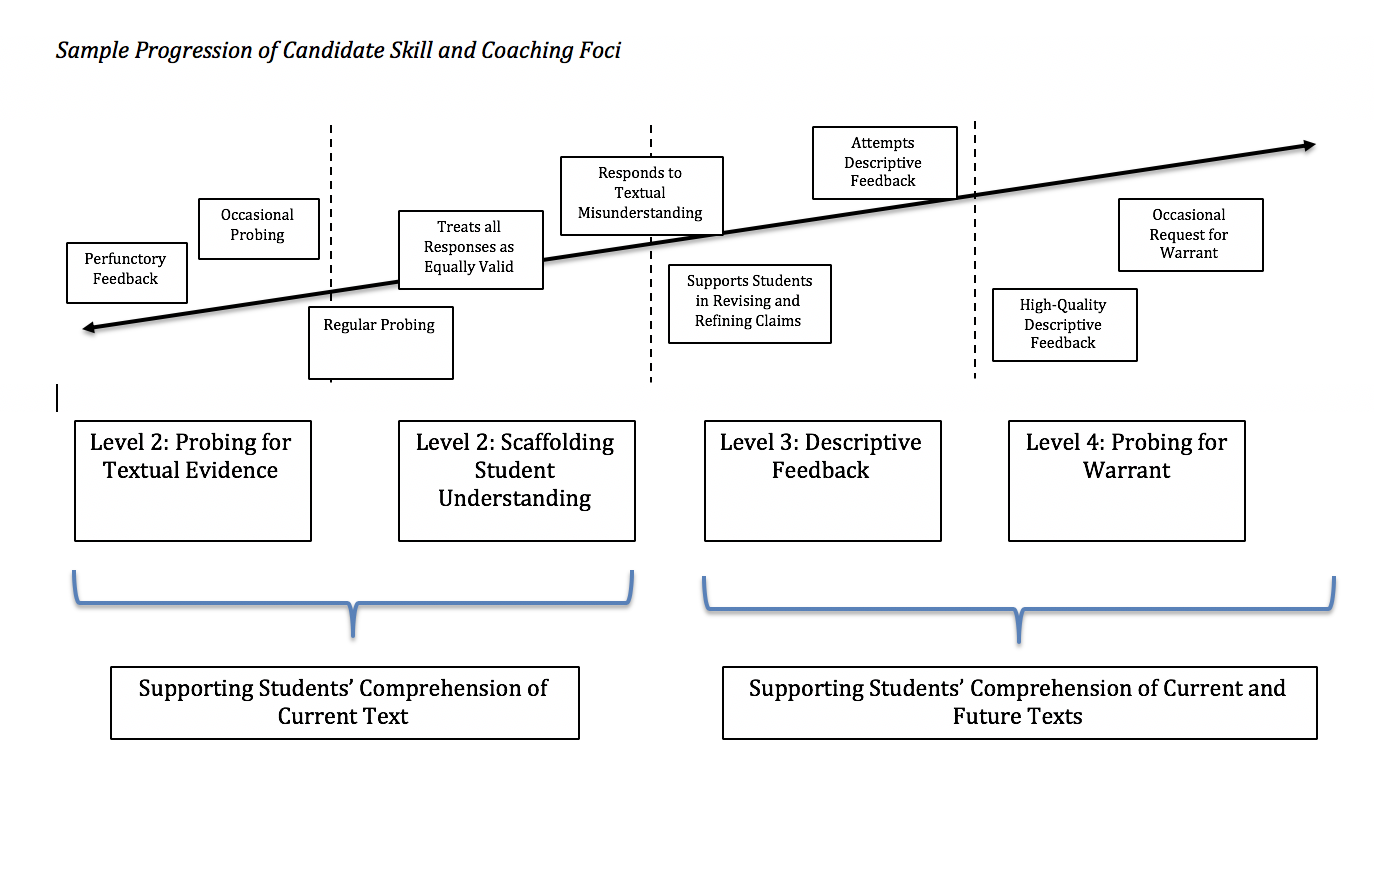 Sample Progression of Candidate Skill and Coaching Foci
Perfunctory
Feedback
Occasional
Probing
Regular Probing
Treats all
Responses as
Equally Valid
Responds to
Textual
Misunderstanding
Supports Students
in Revising and
Refining Claims
Attempts
Descriptive
Feedback
High-Quality
Descriptive
Feedback
Occasional
Request for
Warrant
Level 2: Probing for
Textual Evidence
Level 2: Scaffolding
Student
Understanding
Level 3: Descriptive
Feedback
Level 4: Probing for
Warrant
Supporting Students’ Comprehension of
Current Text
Supporting Students’ Comprehension of Current and
Future Texts